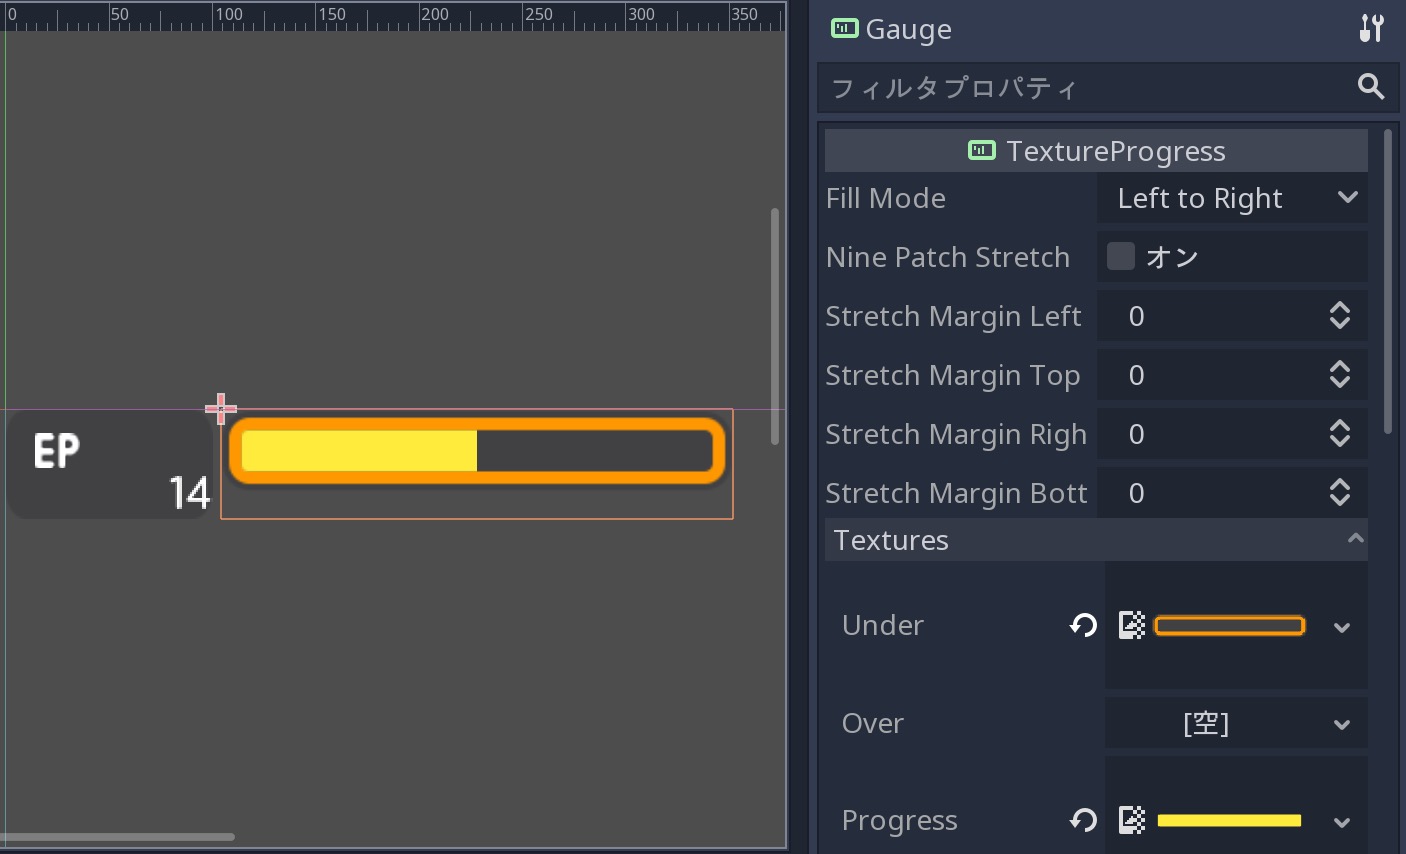 0 50 100 150 200 250 300 350
EP
14
Gauge
フィルタプロパティ
TextureProgress
Fill Mode Left to Right
Nine Patch Stretch オン
Stretch Margin Left 0
Stretch Margin Top 0
Stretch Margin Righ 0
Stretch Margin Bott 0
Textures
Under
Over [空]
Progress